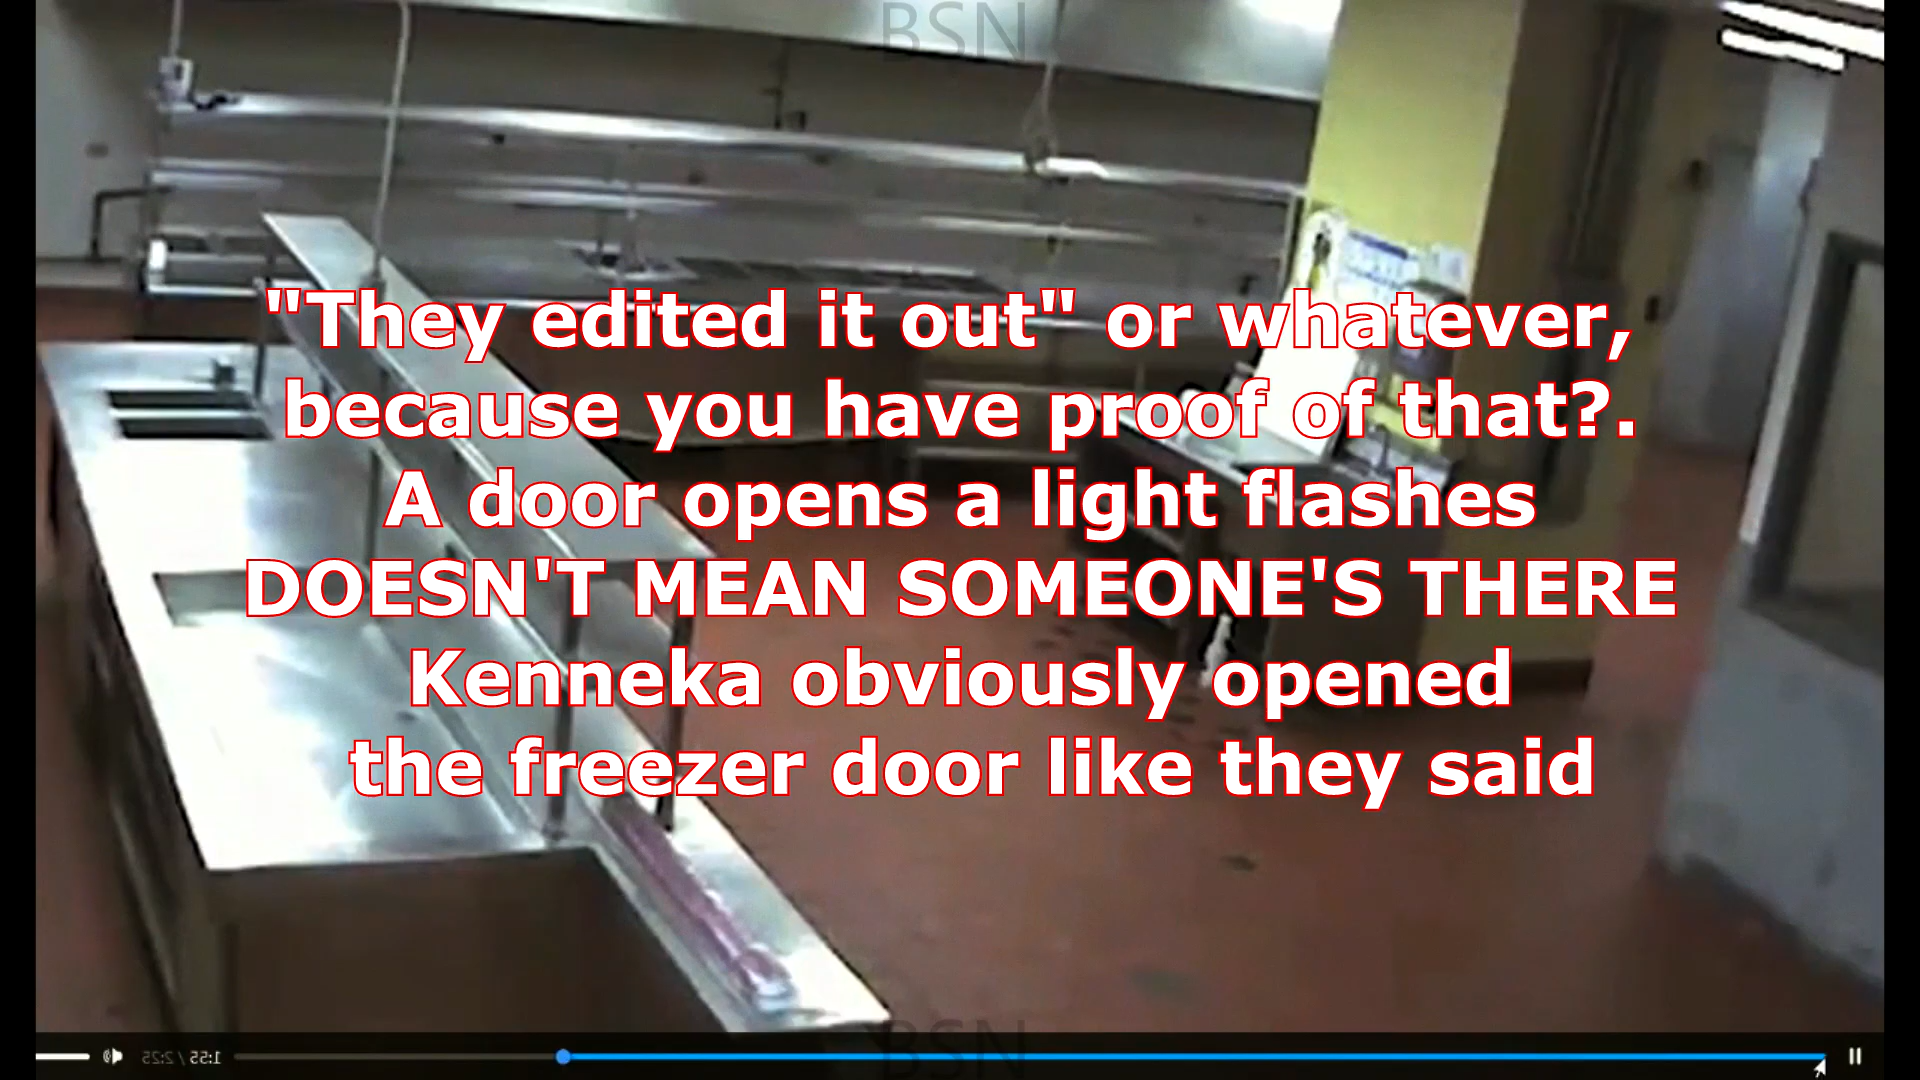 BSN
"They edited it out" or whatever,
because you have proof of that?.
A door opens a light flashes
DOESN'T MEAN SOMEONE'S THERE
Kenneka obviously opened
the freezer door like they said
BSN
1:55 / 2:25